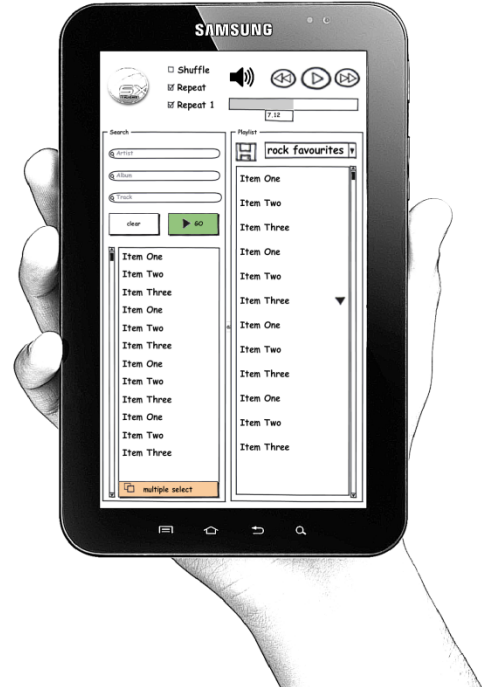 SAMSUNG
Shuffle
Repeat
Repeat 1
7,12
Search
Artist
Album
Track
clear
GO
Item One
Item Two
Item Three
Item One
Item Two
Item Three
Item One
Item Two
Item Three
Item One
Item Two
Item Three
multiple select
Playlist
rock favourites
Item One
Item Two
Item Three
Item One
Item Two
Item Three
Item One
Item Two
Item Three
Item One
Item Two
Item Three